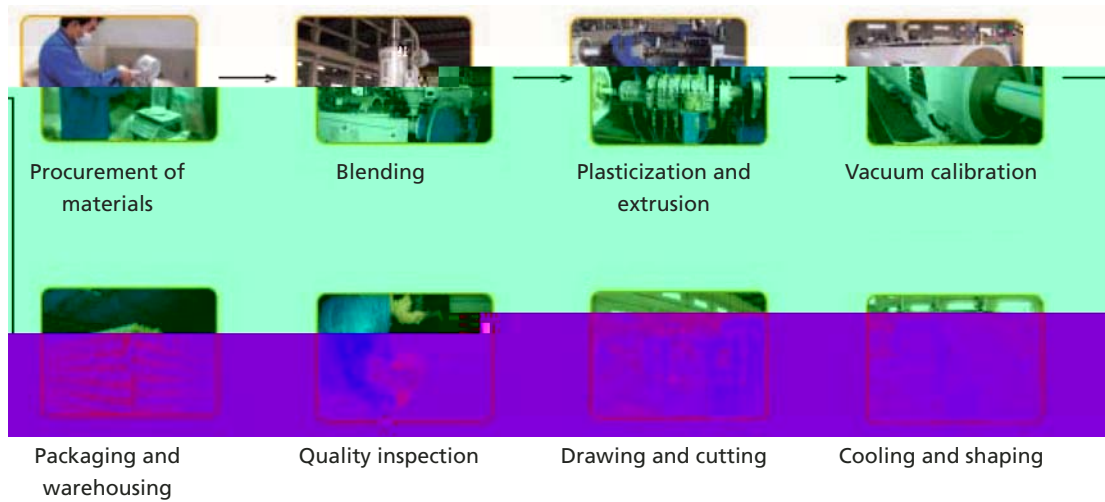 Procurement of
materials
Blending
Plasticization and
extrusion
Vacuum calibration
Packaging and
warehousing
Quality inspection
Drawing and cutting
Cooling and shaping